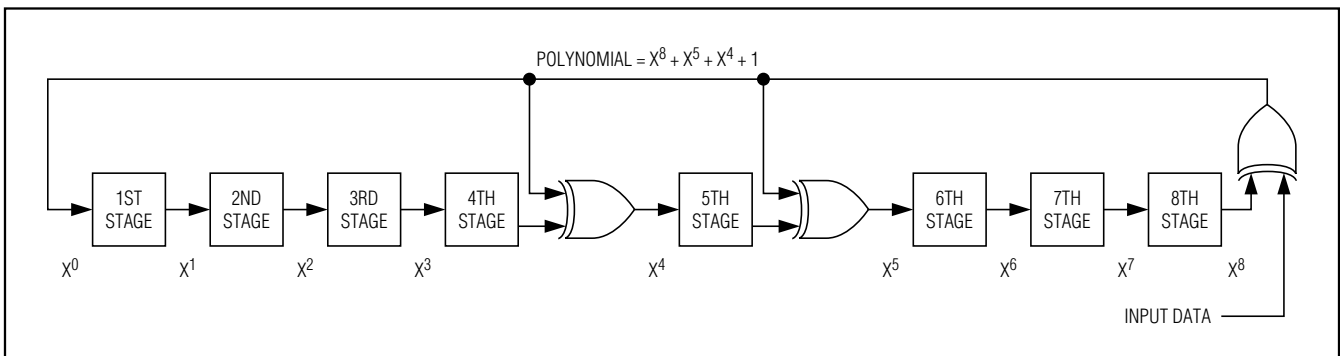 POLYNOMIAL = X⁸ + X⁵ + X⁴ + 1
1ST
STAGE
2ND
STAGE
3RD
STAGE
4TH
STAGE
5TH
STAGE
6TH
STAGE
7TH
STAGE
8TH
STAGE
X⁰ X¹ X² X³ X⁴ X⁵ X⁶ X⁷ X⁸
INPUT DATA